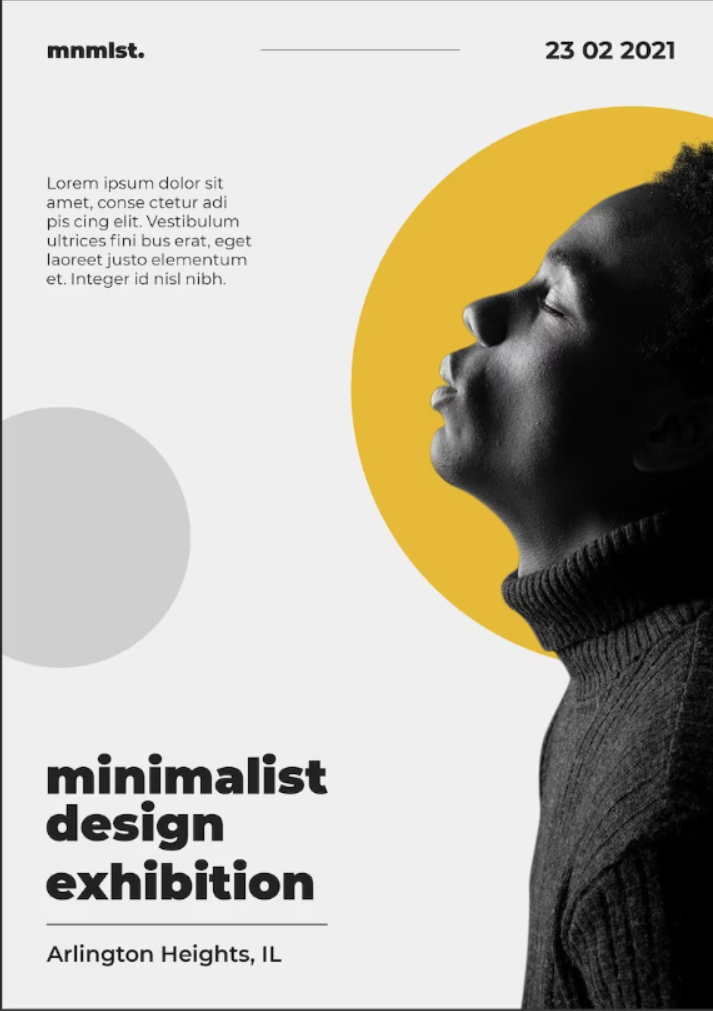 mnmlst.
23 02 2021
Lorem ipsum dolor sit
amet, conse ctetur adi
pis cing elit. Vestibulum
ultrices fini bus erat, eget
laoreet justo elementum
et. Integer id nisl nibh.
minimalist
design
exhibition
Arlington Heights, IL